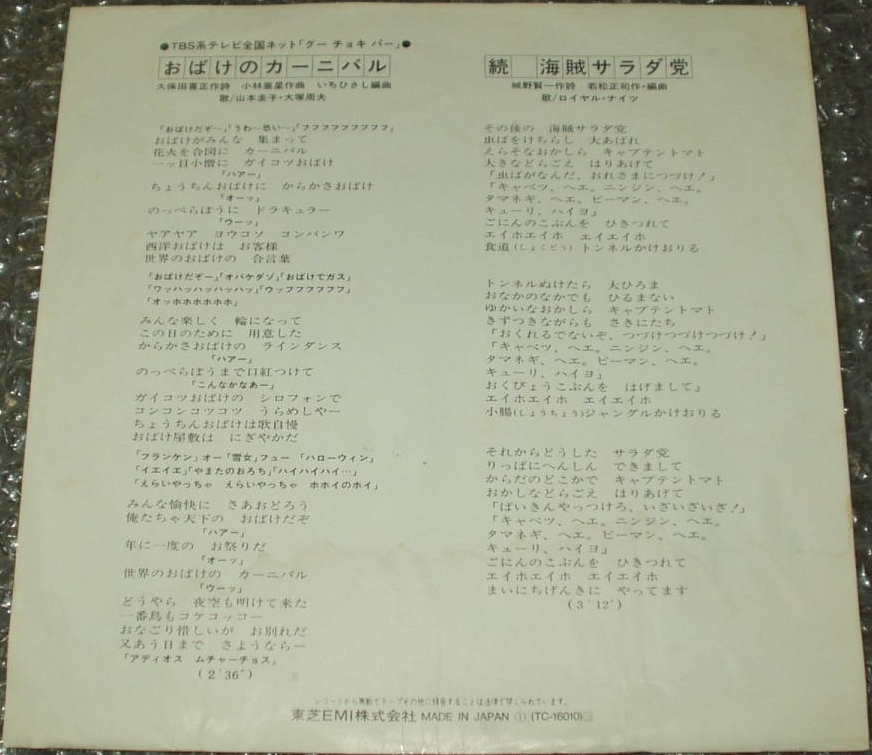 ●TBS系テレビ全国ネット「グー チョキ パー」●
おばけのカーニバル
久保田喜正作詩 小林亜星作曲 いちひさし編曲
歌/山本圭子・大塚周夫
「おばけだぞ〜」「うわー恐い〜」「フフフフフフフフフ」
おばけがみんな 集まって
花火を合図に カーニバル
一ッ目小僧に ガイコツおばけ
「ハアー」
ちょうちんおばけに からかさおばけ
「オーッ」
のっぺらぼうに ドラキュラー
「ウーッ」
ヤアヤア ヨウコソ コンバンワ
西洋おばけは お客様
世界のおばけの 合言葉
「おばけだぞー」「オバケダゾ」「おばけでガス」
「ワッハッハッハッハッ」「ウッフフフフフフ」
「オッホホホホホホ」
みんな楽しく 輪になって
この日のために 用意した
からかさおばけの ラインダンス
「ハアー」
のっぺらぼうまで口紅つけて
「こんなかなあー」
ガイコツおばけの シロフォンで
コンコンコツコツ うらめしやー
ちょうちんおばけは歌自慢
おばけ屋敷は にぎやかだ
「フランケン」オー「雪女」フュー 「ハローウィン」
「イエイエ」「やまたのおろち」「ハイハイハイ…」
「えらいやっちゃ えらいやっちゃ ホホイのホイ」
みんな愉快に さあおどろう
俺たちゃ天下の おばけだぞ
「ハアー」
年に一度の お祭りだ
「オーッ」
世界のおばけの カーニバル
「ウーッ」
どうやら 夜空も明けて来た
一番鳥もコケコッコー
おなごり惜しいが お別れだ
又あう日まで さようなら―
「アディオス ムチャーチョス」
(2′36″)
続 海賊サラダ党
城野賢一作詩 若松正司作・編曲
歌/ロイヤル・ナイツ
その後の 海賊サラダ党
虫ばをけちらし 大あばれ
えらそなおかしら キャプテントマト
大きなどらごえ はりあげて
「虫ばがなんだ、おれさまにつづけ!」
「キャベツ、ヘエ。ニンジン、ヘエ。
タマネギ、ヘエ。ピーマン、ヘエ。
キューリ、ハイヨ」
ごにんのこぶんを ひきつれて
エイホエイホ エイエイホ
食道(しょくどう)トンネルかけおりる
トンネルぬけたら 大ひろま
おなかのなかでも ひるまない
ゆかいなおかしら キャプテントマト
きずつきながらも さきにたち
「おくれるでないぞ、つづけつづけつづけ!」
「キャベツ、ヘエ。ニンジン、ヘエ。
タマネギ、ヘエ。ピーマン、ヘエ。
キューリ、ハイヨ」
おくびょうこぶんを はげまして」
エイホエイホ エイエイホ
小腸(しょうちょう)ジャングルかけおりる
それからどうした サラダ党
りっぱにへんしん できまして
からだのどこかで キャプテントマト
おかしなどらごえ はりあげて
「ばいきんやっつけろ、いざいざいざ!」
「キャベツ、ヘエ。ニンジン、ヘエ。
タマネギ、ヘエ。ピーマン、ヘエ。
キューリ、ハイヨ」
ごにんのこぶんを ひきつれて
エイホエイホ エイエイホ
まいにちげんきに やってます
(3′12″)
レコードから無断でテープその他に録音することは法律で禁じられています。
東芝EMI株式会社 MADE IN JAPAN ① (TC-16010)